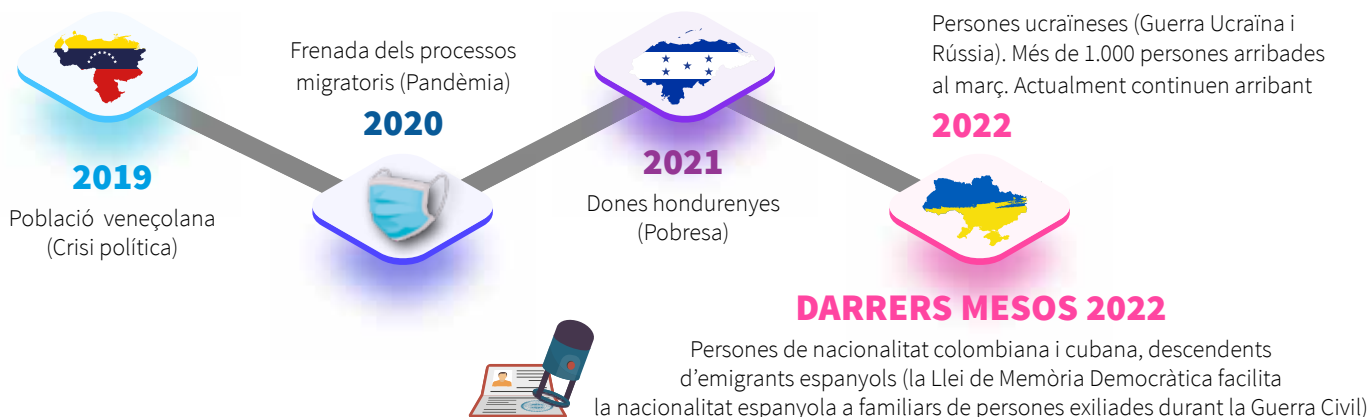 2019
Població veneçolana
(Crisi política)
Frenada dels processos
migratoris (Pandèmia)
2020
2021
Dones hondurenyes
(Pobresa)
Persones ucraïneses (Guerra Ucraïna i
Rússia). Més de 1.000 persones arribades
al març. Actualment continuen arribant
2022
DARRERS MESOS 2022
Persones de nacionalitat colombiana i cubana, descendents
d’emigrants espanyols (la Llei de Memòria Democràtica facilita
la nacionalitat espanyola a familiars de persones exiliades durant la Guerra Civil)